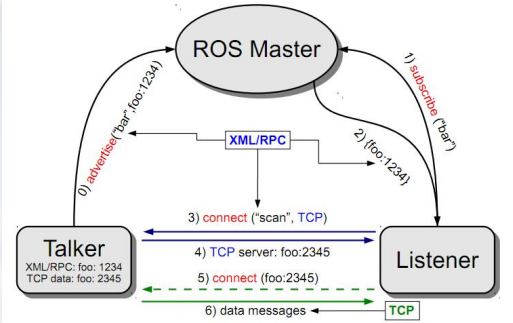 ROS Master
0) advertise("bar",foo:1234)
1) subscribe ("bar")
2) {foo:1234}
XML/RPC
3) connect ("scan", TCP)
4) TCP server: foo:2345
5) connect (foo:2345)
6) data messages
TCP
Talker
XML/RPC: foo: 1234
TCP data: foo: 2345
Listener